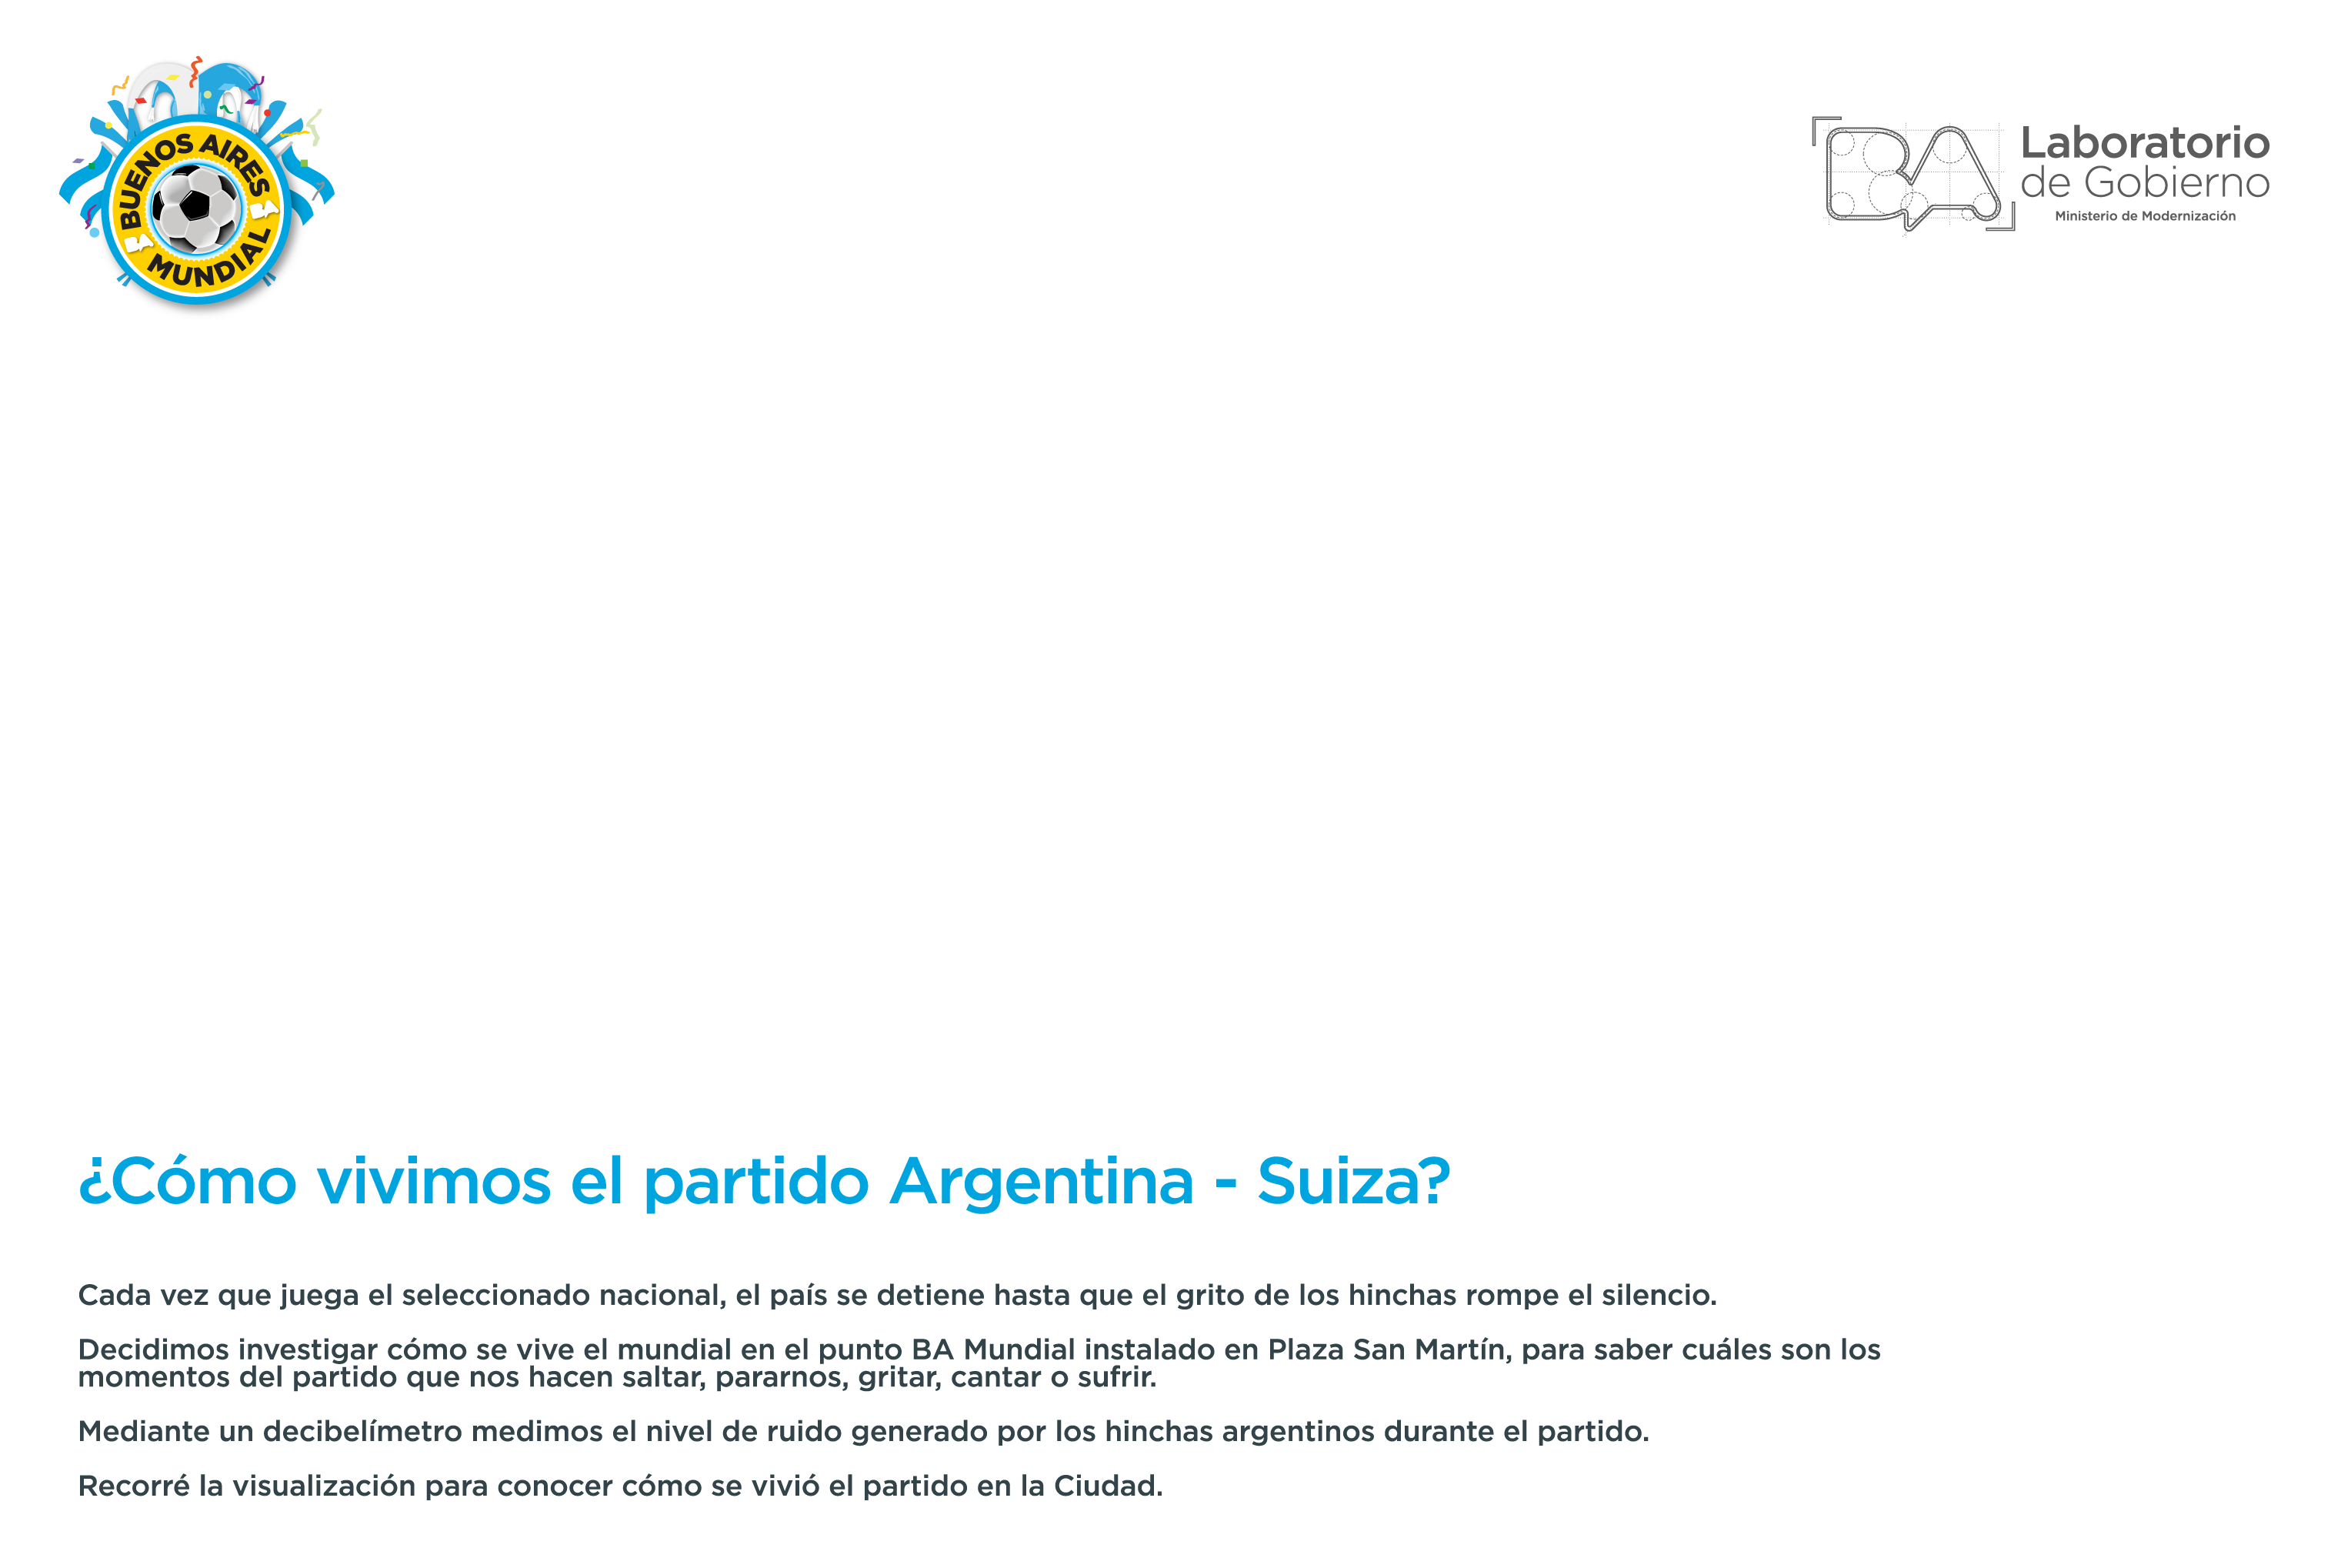 BUENOS AIRES
BA
BA
MUNDIAL
BA
Laboratorio
de Gobierno
Ministerio de Modernización
¿Cómo vivimos el partido Argentina - Suiza?
Cada vez que juega el seleccionado nacional, el país se detiene hasta que el grito de los hinchas rompe el silencio.
Decidimos investigar cómo se vive el mundial en el punto BA Mundial instalado en Plaza San Martín, para saber cuáles son los
momentos del partido que nos hacen saltar, pararnos, gritar, cantar o sufrir.
Mediante un decibelímetro medimos el nivel de ruido generado por los hinchas argentinos durante el partido.
Recorré la visualización para conocer cómo se vivió el partido en la Ciudad.